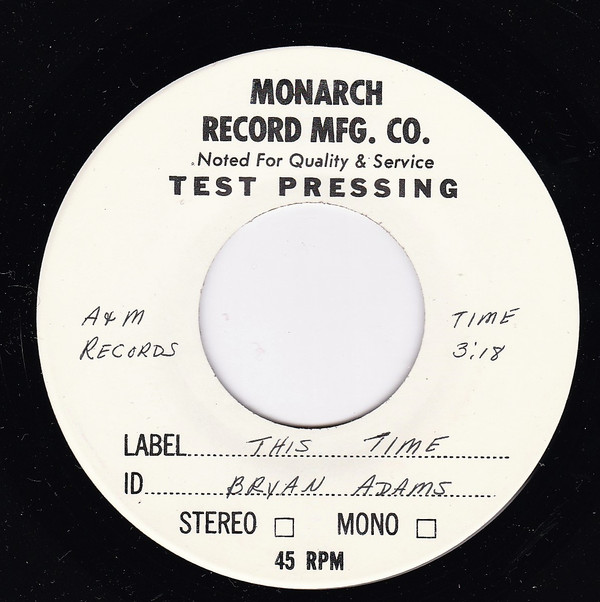 MONARCH
RECORD MFG. CO.
Noted For Quality & Service
TEST PRESSING
A & M
RECORDS
TIME
3:18
LABEL THIS TIME
ID BRYAN ADAMS
STEREO MONO
45 RPM